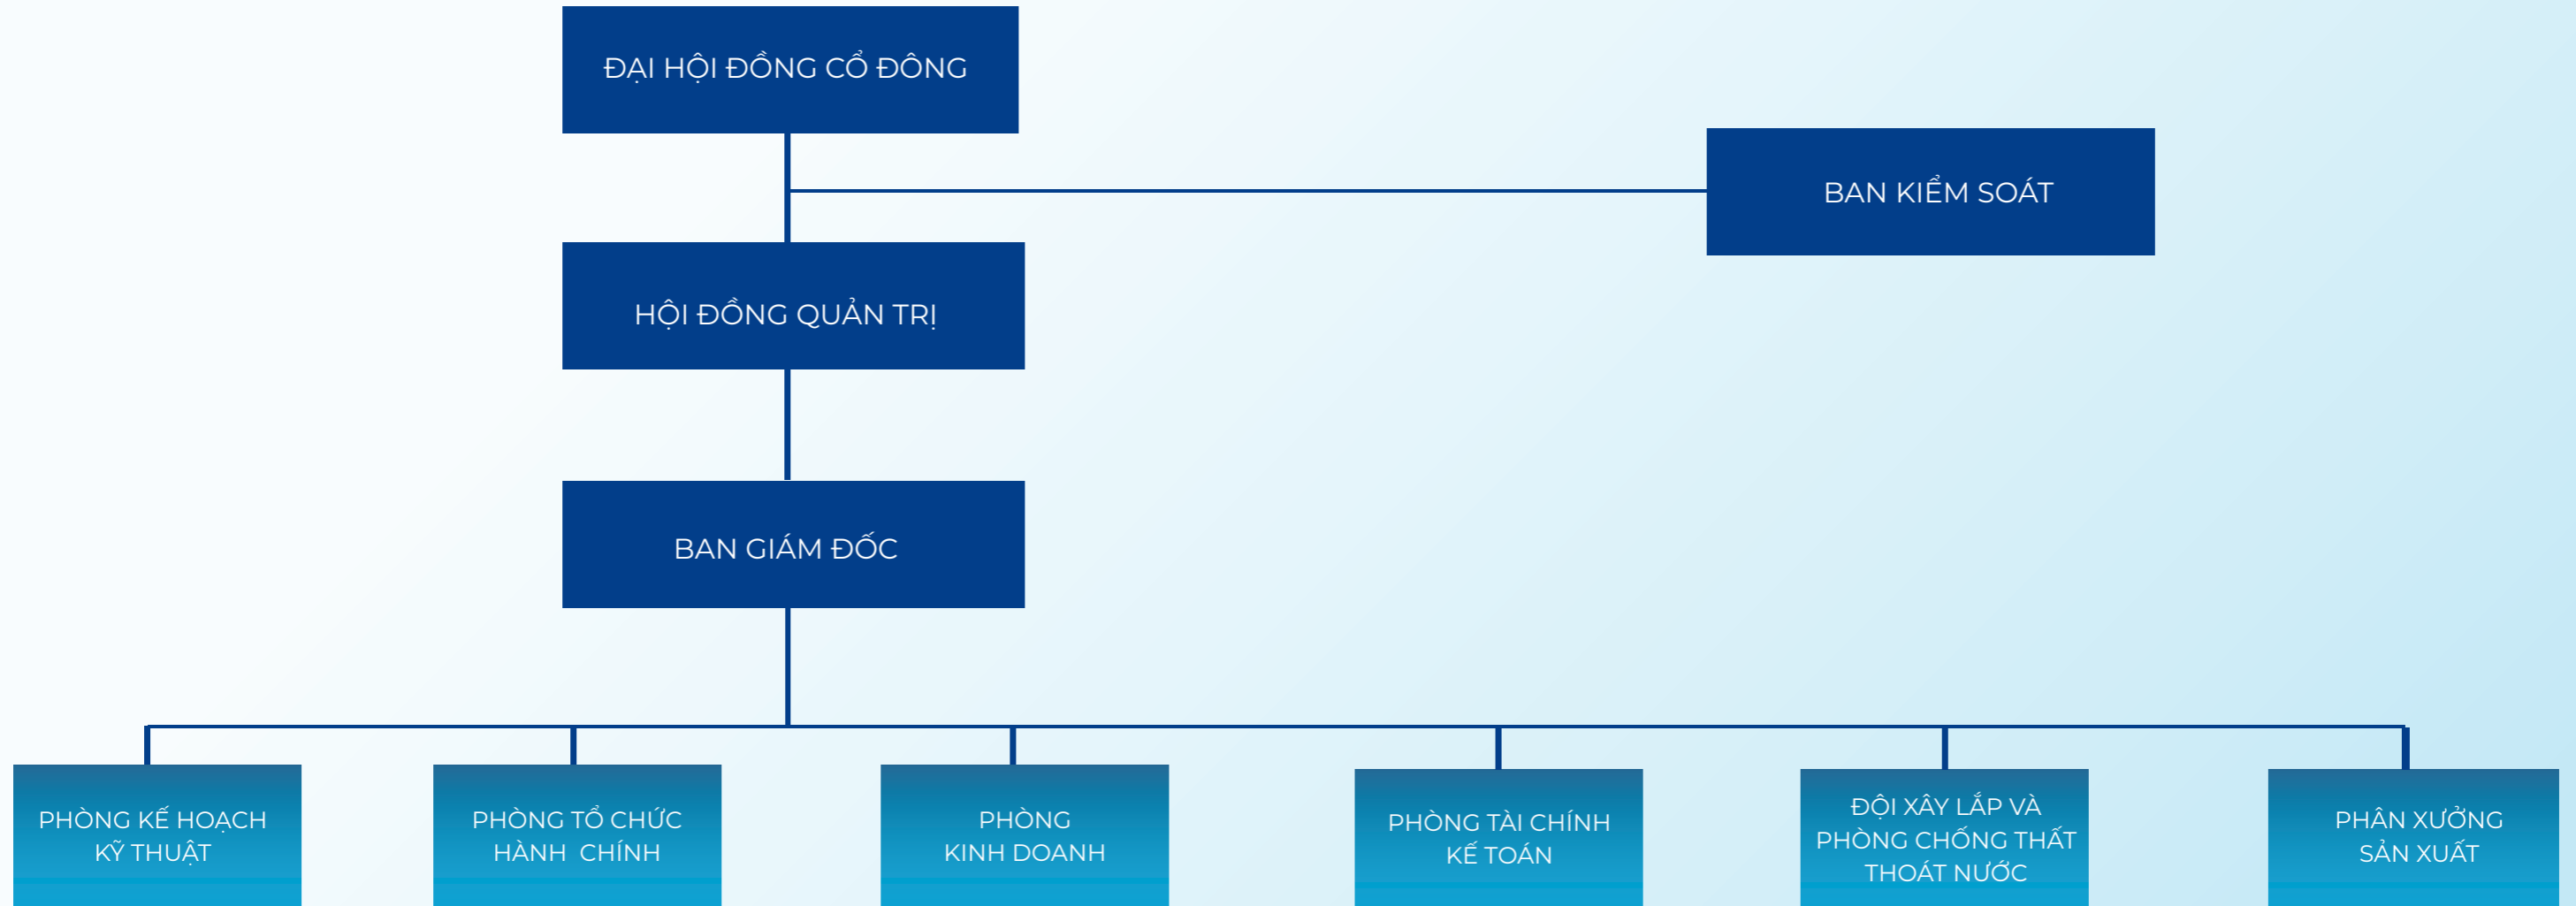 ĐẠI HỘI ĐỒNG CỔ ĐÔNG
BAN KIỂM SOÁT
HỘI ĐỒNG QUẢN TRỊ
BAN GIÁM ĐỐC
PHÒNG KẾ HOẠCH
KỸ THUẬT
PHÒNG TỔ CHỨC
HÀNH CHÍNH
PHÒNG
KINH DOANH
PHÒNG TÀI CHÍNH
KẾ TOÁN
ĐỘI XÂY LẮP VÀ
PHÒNG CHỐNG THẤT
THOÁT NƯỚC
PHÂN XƯỞNG
SẢN XUẤT